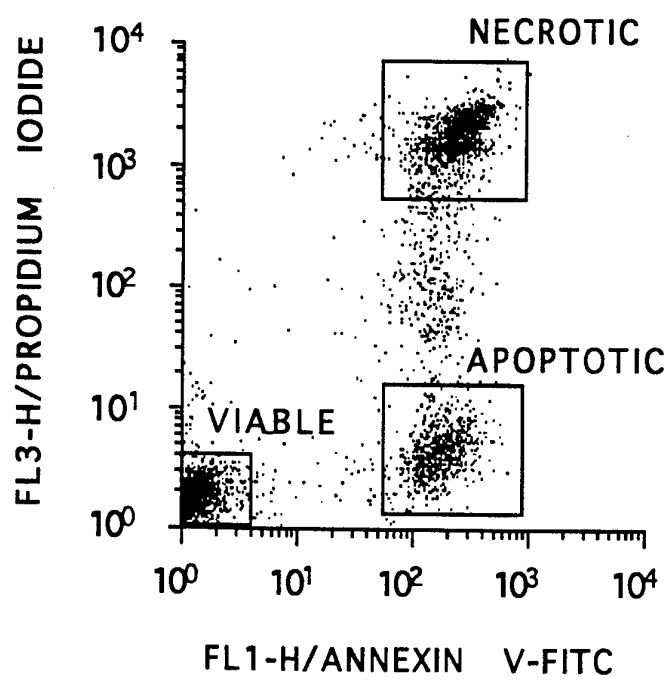 NECROTIC
10⁴
10³
10²
APOPTOTIC
10¹
VIABLE
10⁰
10⁰ 10¹ 10² 10³ 10⁴
FL1-H/ANNEXIN V-FITC
FL3-H/PROPIDIUM IODIDE